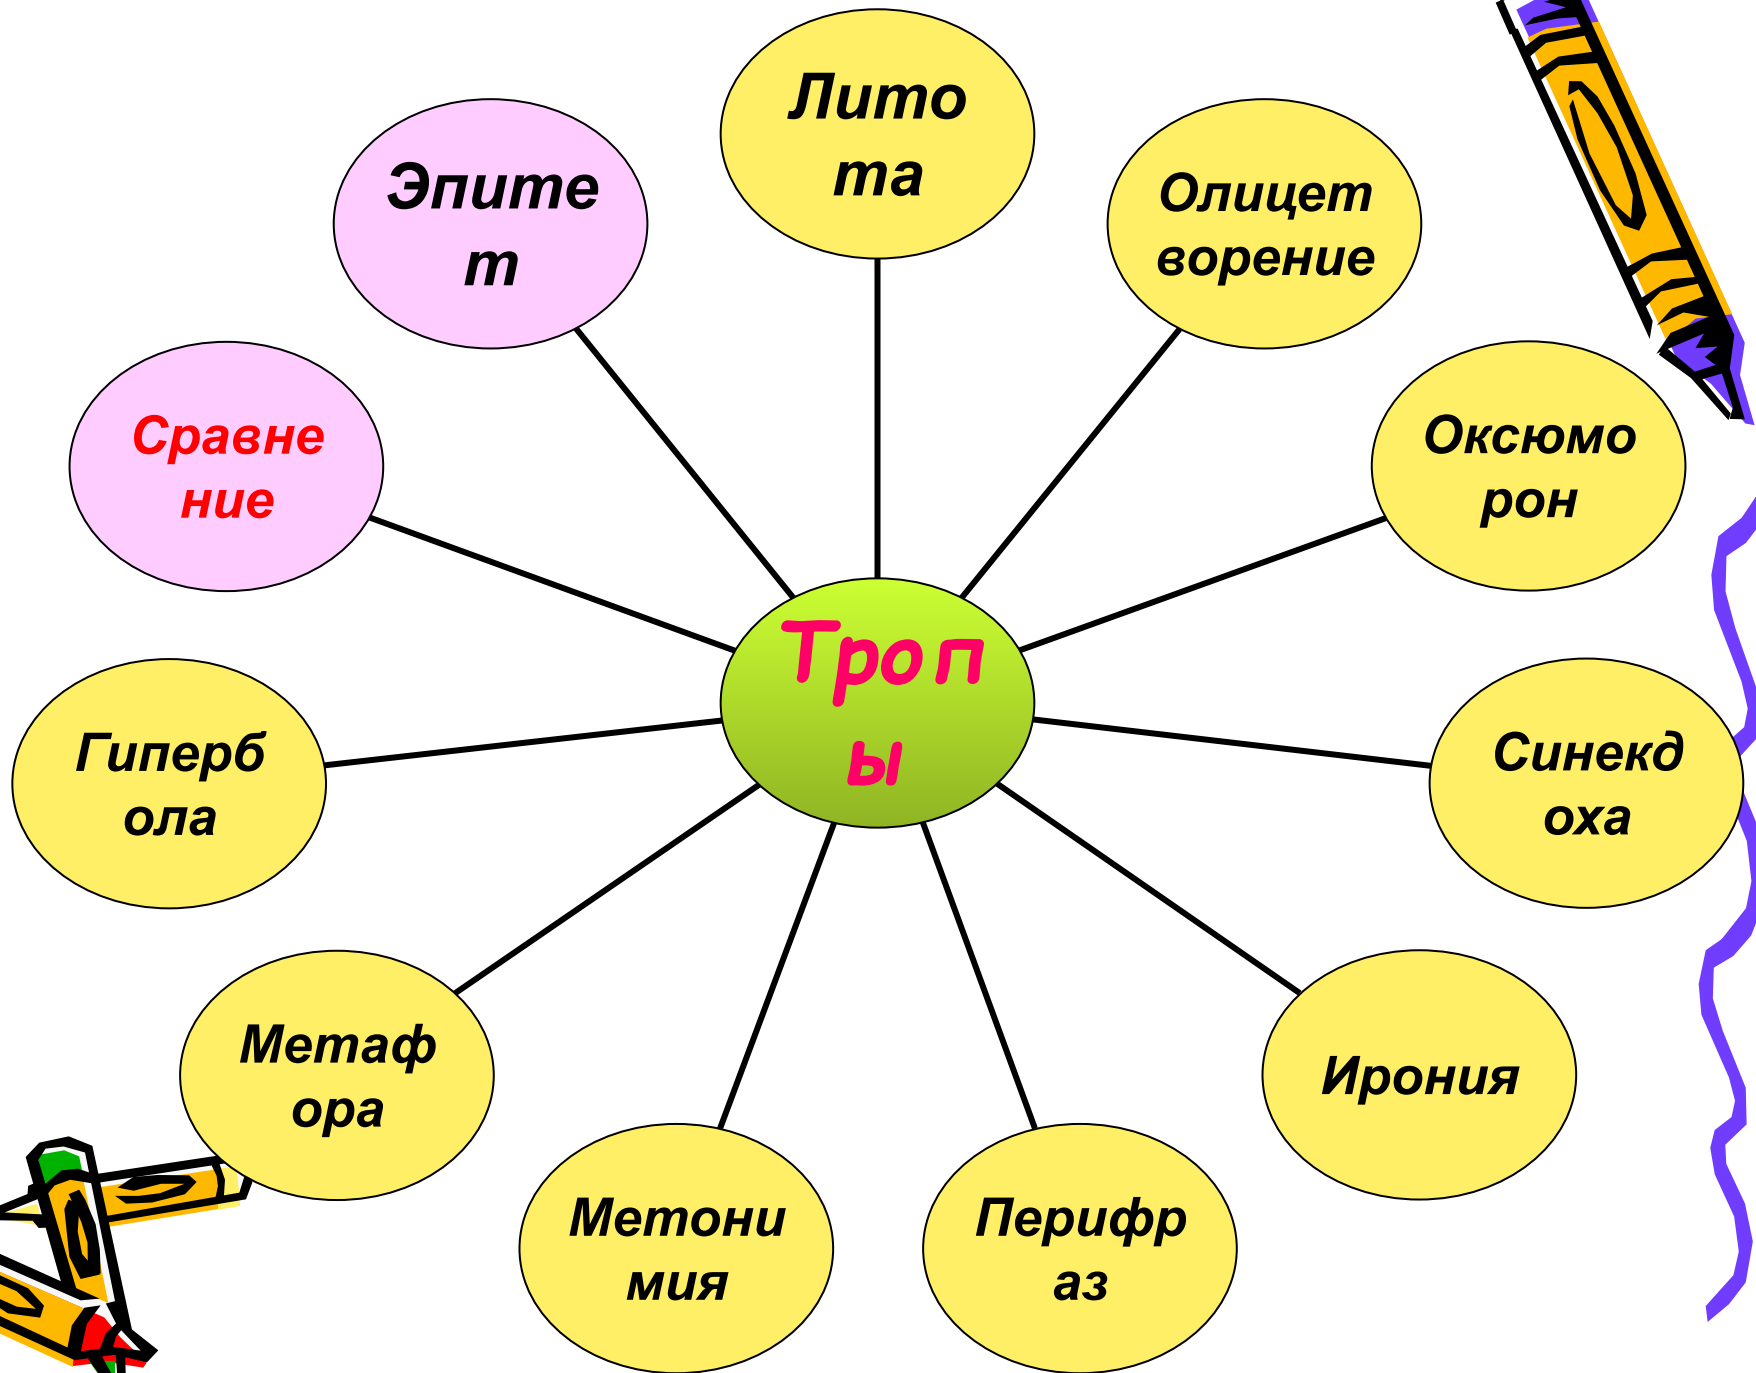 Лито
та
Эпите
т
Олицет
ворение
Сравне
ние
Оксюмо
рон
Троп
ы
Гиперб
ола
Синекд
оха
Метаф
ора
Ирония
Метони
мия
Перифр
аз